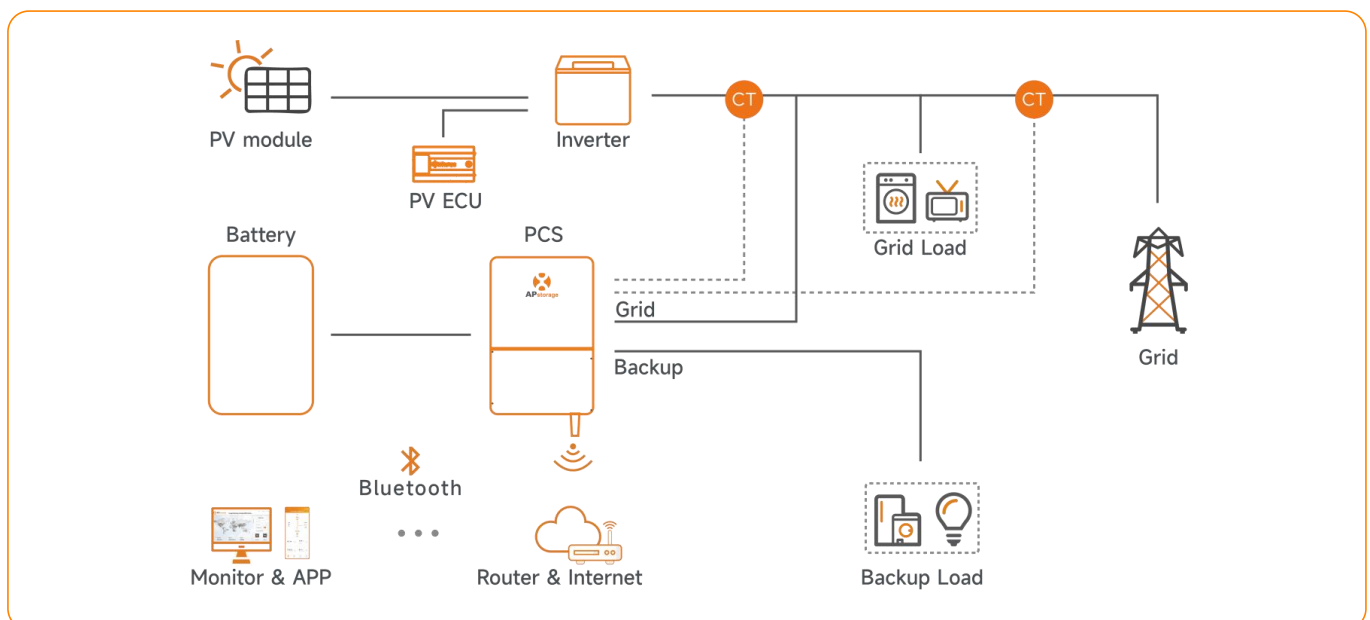 CT
CT
PV module
Inverter
PV ECU
Grid Load
Battery
PCS
APstorage
Grid
Backup
Grid
Bluetooth
Monitor & APP
Router & Internet
Backup Load